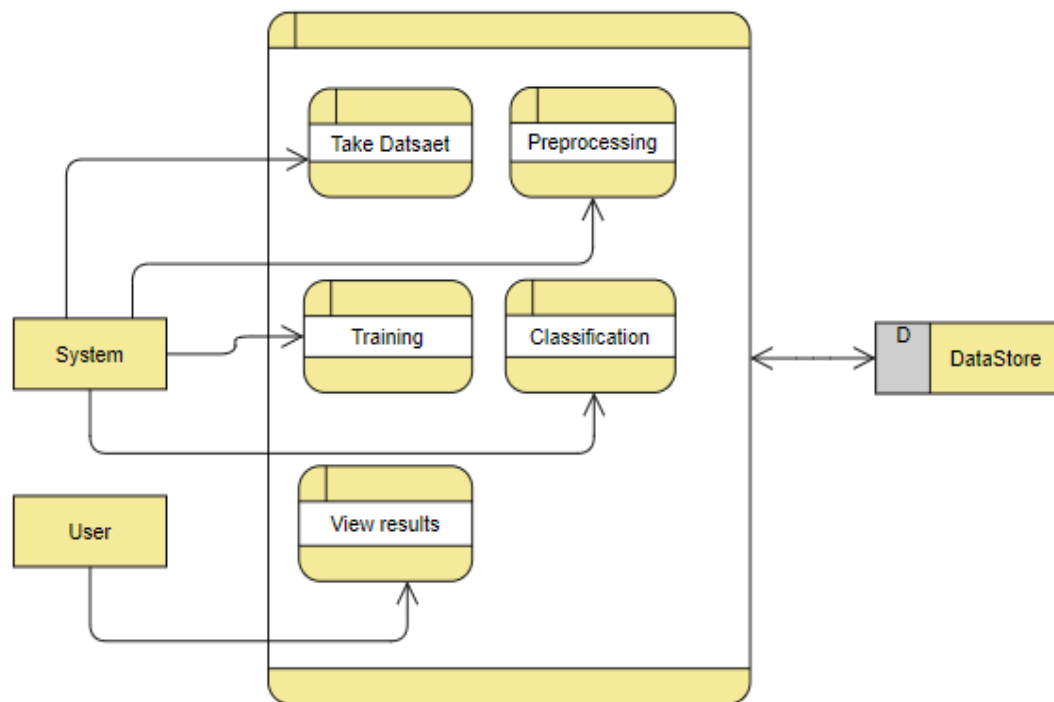 Take Datsaet
Preprocessing
System
Training
Classification
D
DataStore
User
View results